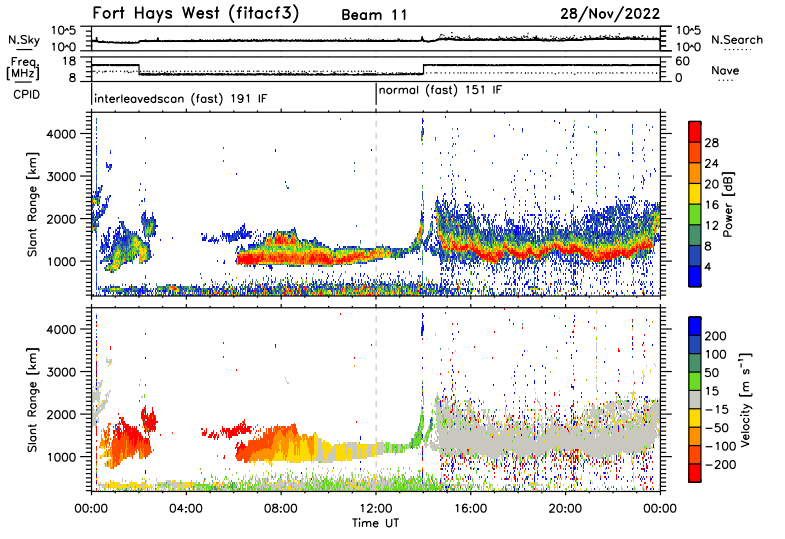 Fort Hays West (fitacf3) Beam 11 28/Nov/2022
N.Sky 10^5 10^0 10^5 10^0 N.Search
Freq. [MHz] 18 8 60 0 Nave
CPID interleavedscan (fast) 191 IF normal (fast) 151 IF
Slant Range [km] 4000 3000 2000 1000
Power [dB] 28 24 20 16 12 8 4
Slant Range [km] 4000 3000 2000 1000
Velocity [m s⁻¹] 200 100 50 15 -15 -50 -100 -200
00:00 04:00 08:00 12:00 16:00 20:00 00:00
Time UT